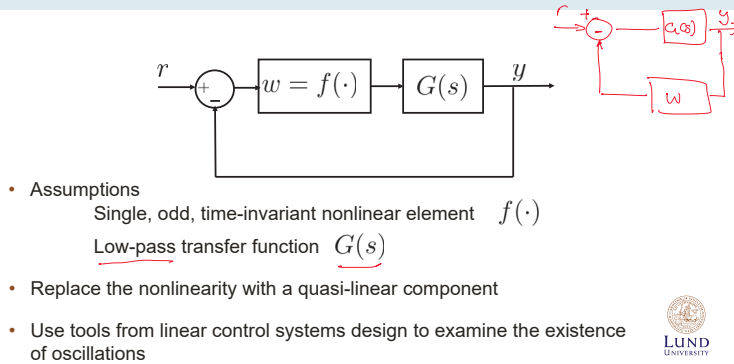 r
+
-
G(s)
y
w
r
+
-
w = f(·)
G(s)
y
• Assumptions
Single, odd, time-invariant nonlinear element f(·)
Low-pass transfer function G(s)
• Replace the nonlinearity with a quasi-linear component
• Use tools from linear control systems design to examine the existence
of oscillations
LUND
UNIVERSITY